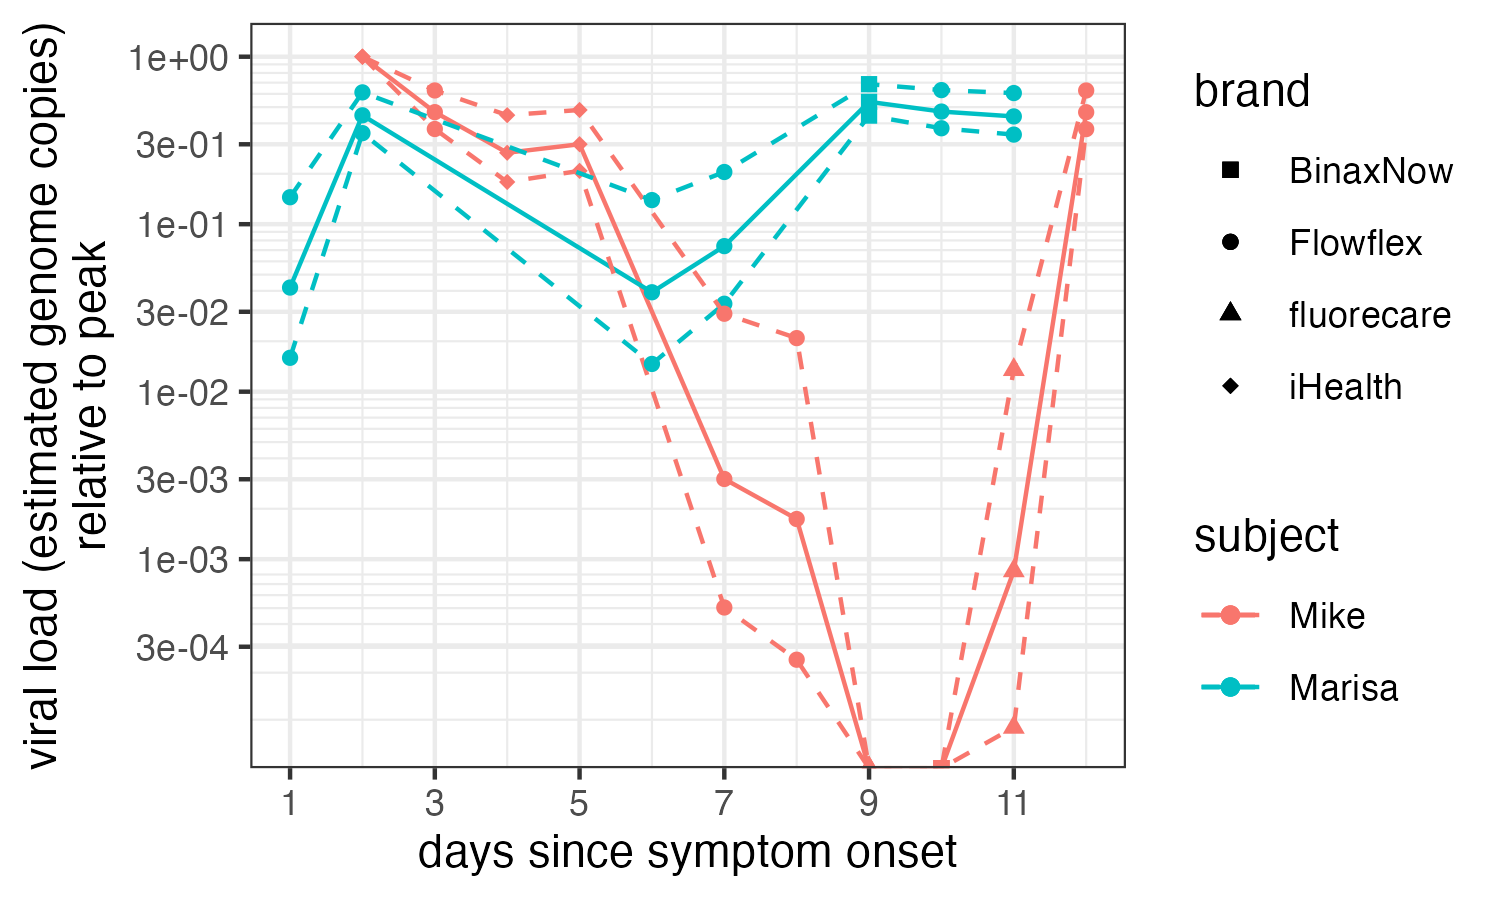 viral load (estimated genome copies)
relative to peak
1e+00
3e-01
1e-01
3e-02
1e-02
3e-03
1e-03
3e-04
1 3 5 7 9 11
days since symptom onset
brand
BinaxNow
Flowflex
fluorecare
iHealth
subject
Mike
Marisa